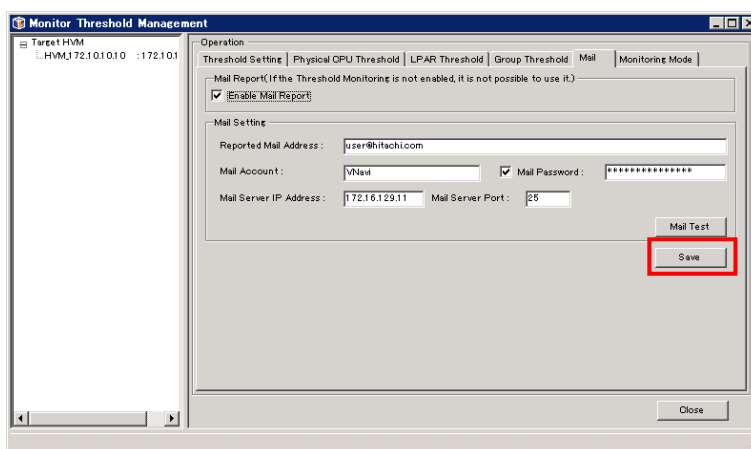 Monitor Threshold Management
Target HVM
HVM_172.10.10.10 :172.10.1
Operation
Threshold Setting Physical CPU Threshold LPAR Threshold Group Threshold Mail Monitoring Mode
Mail Report(If the Threshold Monitoring is not enabled, it is not possible to use it.)
Enable Mail Report
Mail Setting
Reported Mail Address : user@hitachi.com
Mail Account : VNavi Mail Password : ***************
Mail Server IP Address : 172.16.129.11 Mail Server Port : 25
Mail Test
Save
Close